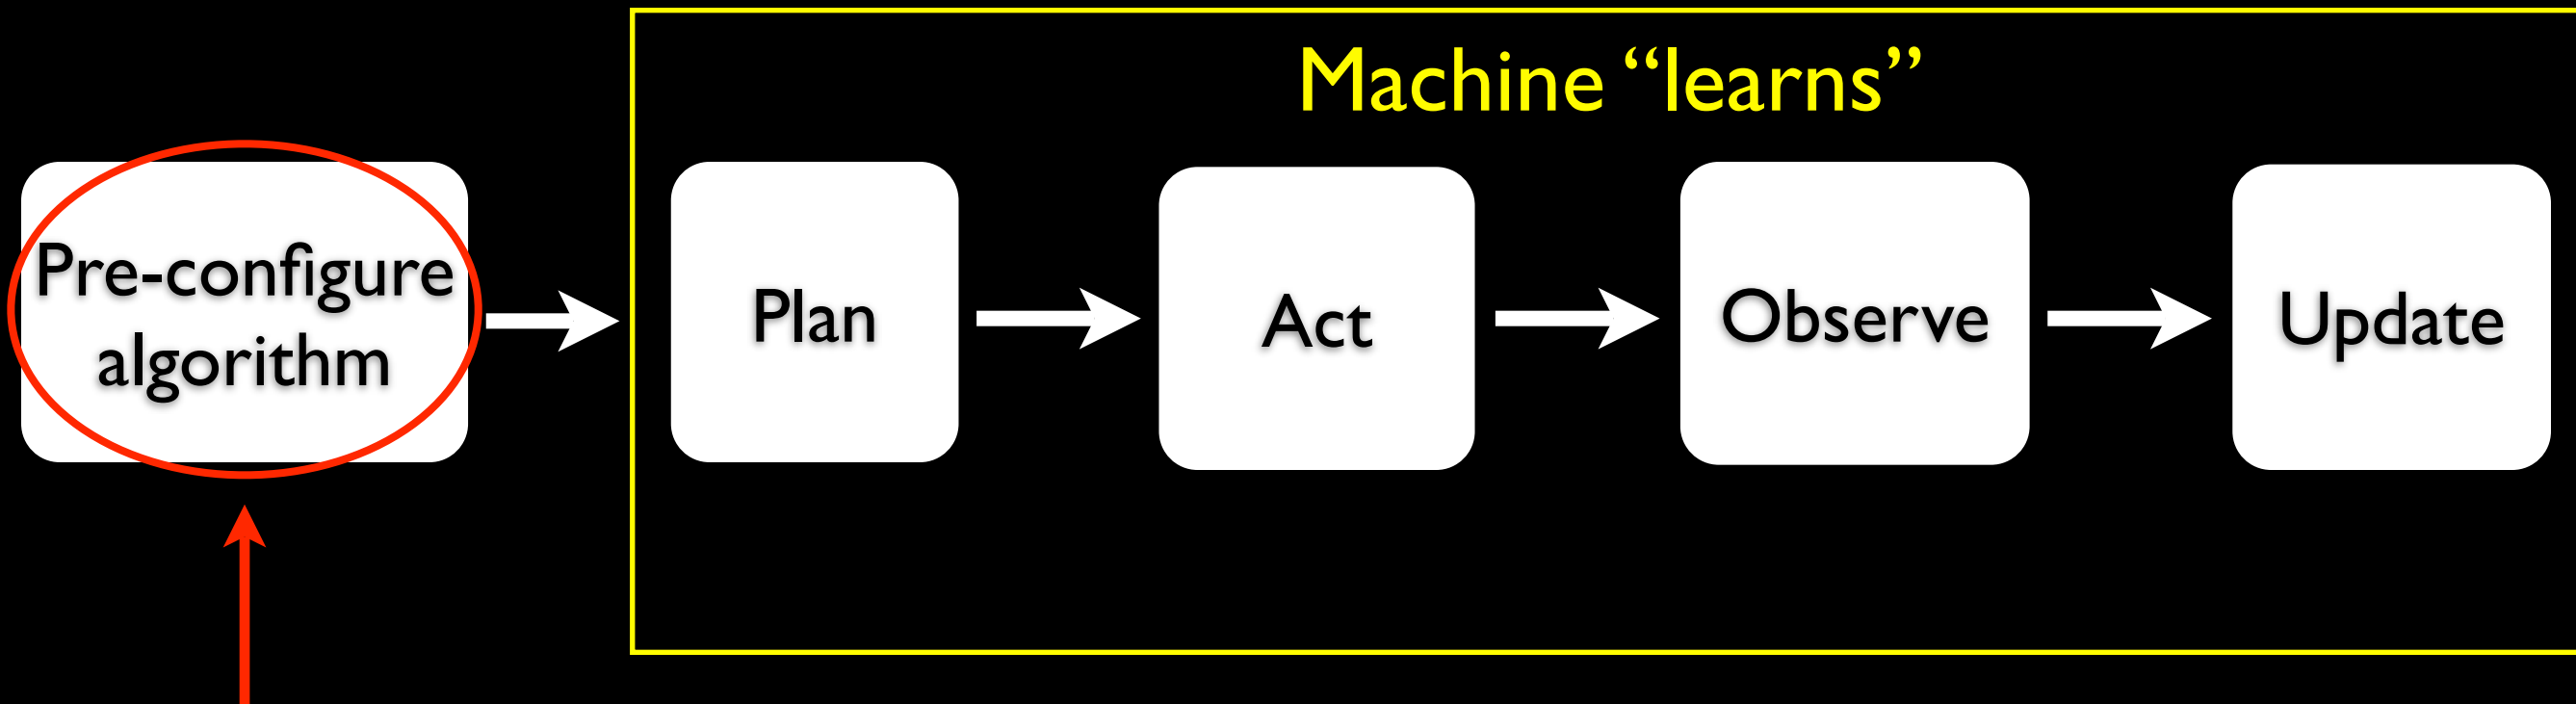 Machine “learns”
Pre-configure
algorithm
Plan
Act
Observe
Update